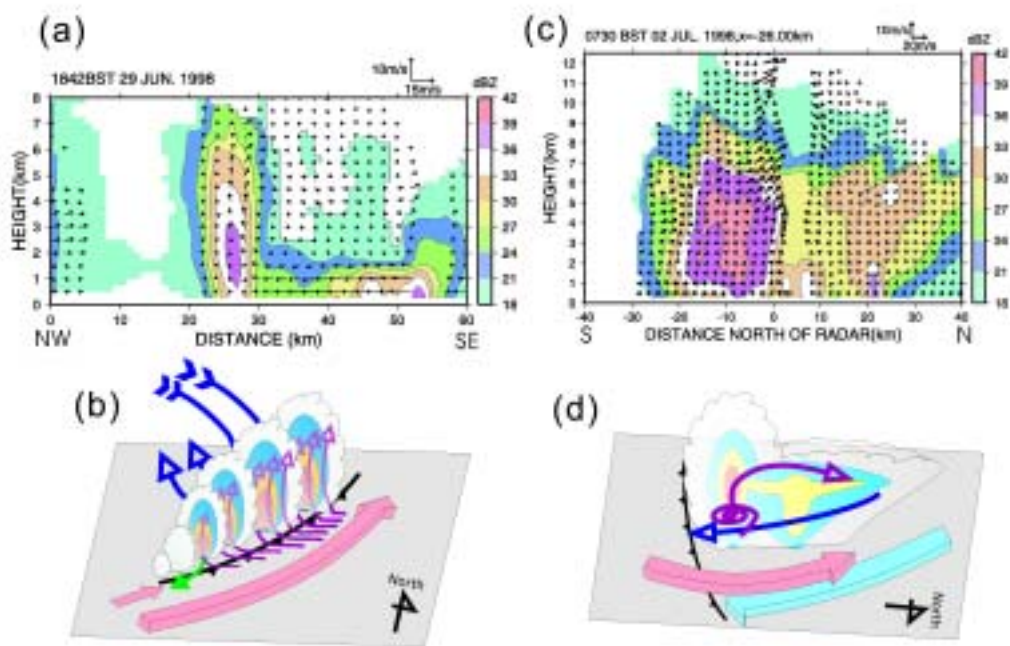 (a)
1642BST 29 JUN. 1998
10m/s
15m/s
dBZ
8
7
6
5
4
3
2
1
0
HEIGHT(km)
42
39
36
33
30
27
24
21
18
0 10 20 30 40 50 60
NW DISTANCE (km) SE
(c)
0730 BST 02 JUL. 1998,x=-26.00km
10m/s
20m/s
dBZ
12
11
10
9
8
7
6
5
4
3
2
1
0
HEIGHT(km)
42
39
36
33
30
27
24
21
18
-40 -30 -20 -10 0 10 20 30 40
S DISTANCE NORTH OF RADAR(km) N
(b)
North
(d)
North